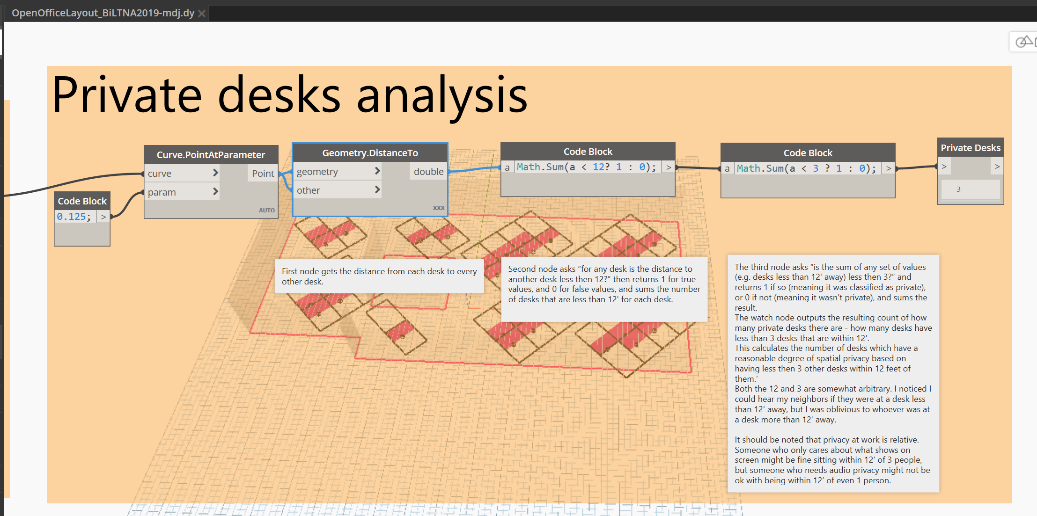 OpenOfficeLayout_BiLTNA2019-mdj.dy
Private desks analysis
Curve.PointAtParameter
curve > Point
param >
AUTO
Code Block
0.125; >
Geometry.DistanceTo
geometry > double
other >
XXX
Code Block
a Math.Sum(a < 12? 1 : 0); >
Code Block
a Math.Sum(a < 3 ? 1 : 0); >
Private Desks
> >
3
First node gets the distance from each desk to every
other desk.
Second node asks "for any desk is the distance to
another desk less then 12?" then returns 1 for true
values, and 0 for false values, and sums the number
of desks that are less than 12' for each desk.
The third node asks "is the sum of any set of values
(e.g. desks less than 12' away) less then 3?" and
returns 1 if so (meaning it was classified as private),
or 0 if not (meaning it wasn't private), and sums the
result.
The watch node outputs the resulting count of how
many private desks there are - how many desks have
less than 3 desks that are within 12'.
This calculates the number of desks which have a
reasonable degree of spatial privacy based on
having less then 3 other desks within 12 feet of
them.
Both the 12 and 3 are somewhat arbitrary. I noticed I
could hear my neighbors if they were at a desk less
than 12' away, but I was oblivious to whoever was at
a desk more than 12' away.
It should be noted that privacy at work is relative.
Someone who only cares about what shows on
screen might be fine sitting within 12' of 3 people,
but someone who needs audio privacy might not be
ok with being within 12' of even 1 person.